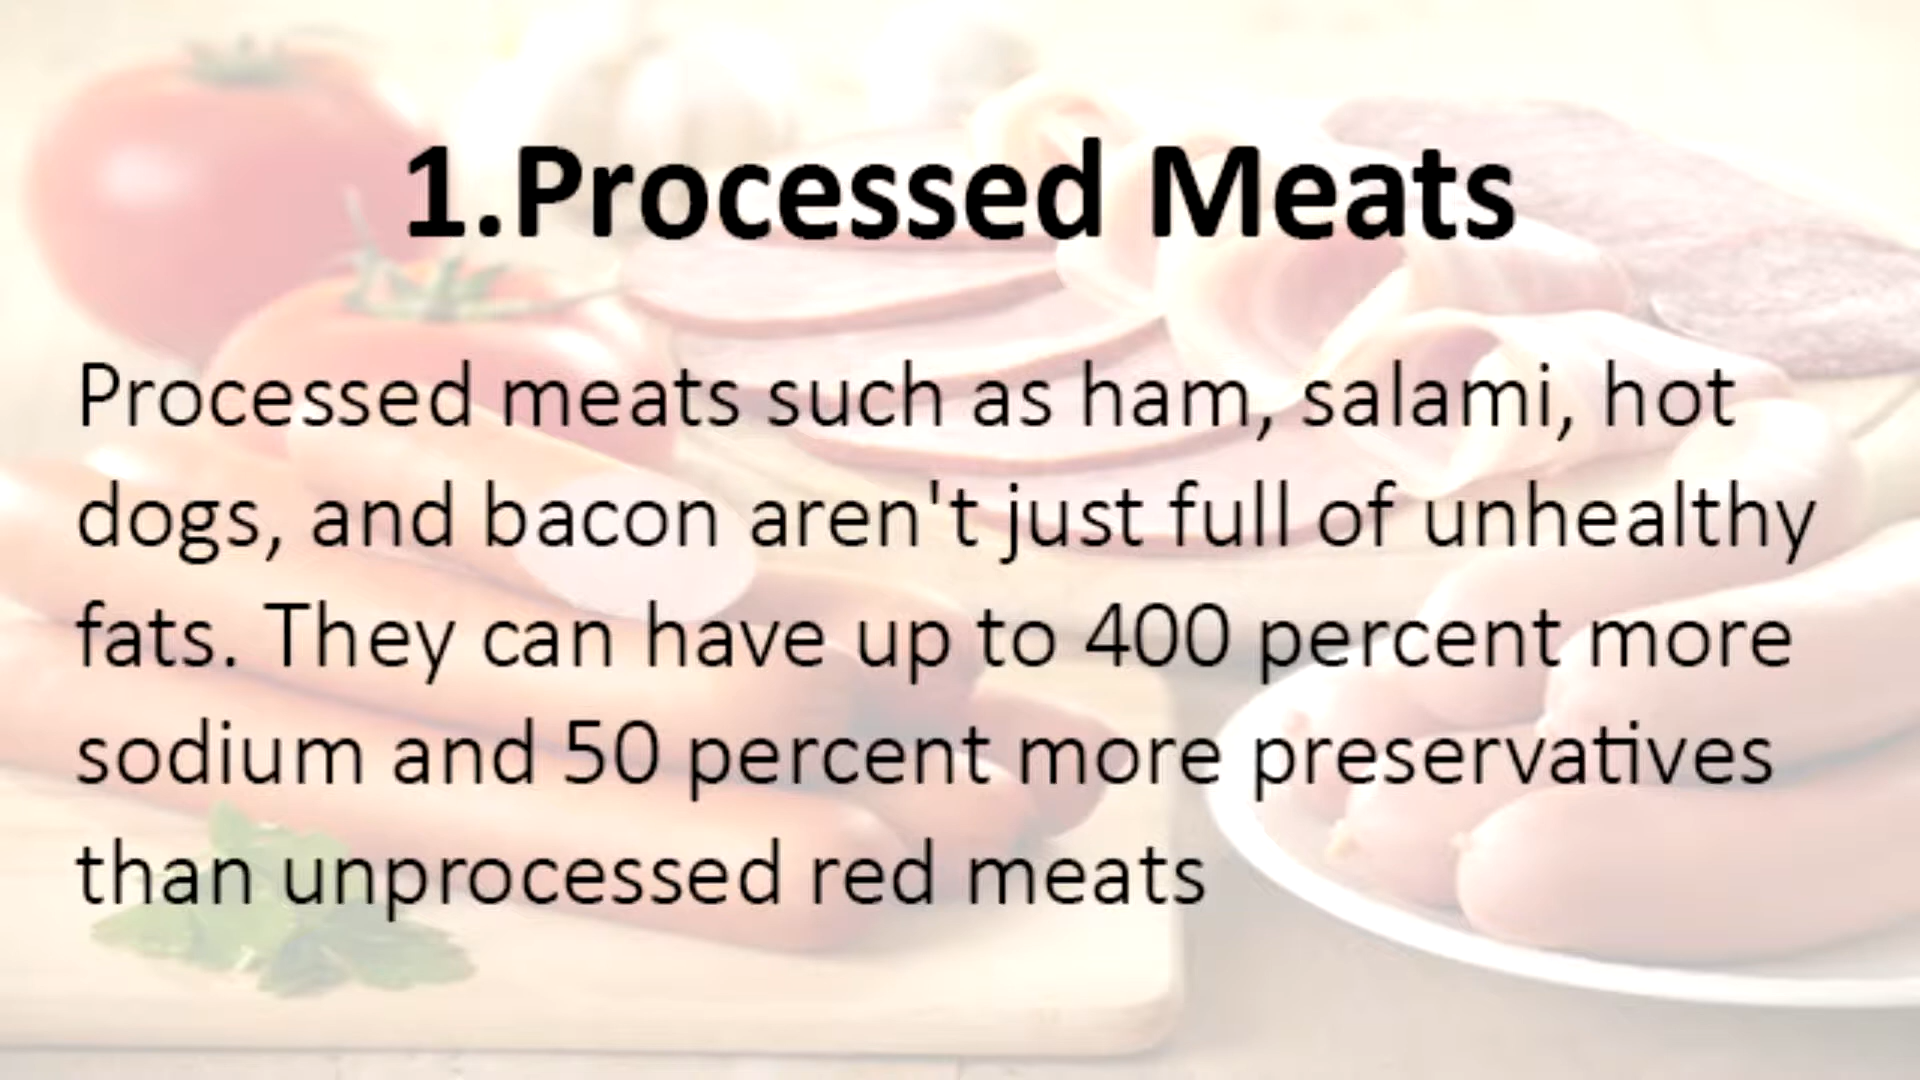 1.Processed Meats
Processed meats such as ham, salami, hot
dogs, and bacon aren't just full of unhealthy
fats. They can have up to 400 percent more
sodium and 50 percent more preservatives
than unprocessed red meats